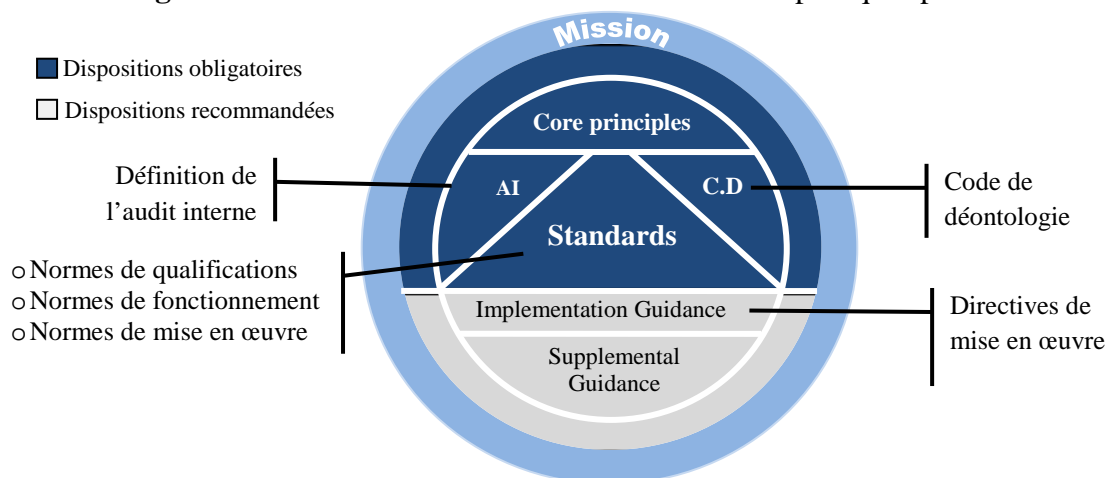 Mission
Dispositions obligatoires
Dispositions recommandées
Core principles
Définition de
l’audit interne
AI
C.D
Code de
déontologie
Standards
o Normes de qualifications
o Normes de fonctionnement
o Normes de mise en œuvre
Implementation Guidance
Directives de
mise en œuvre
Supplemental
Guidance